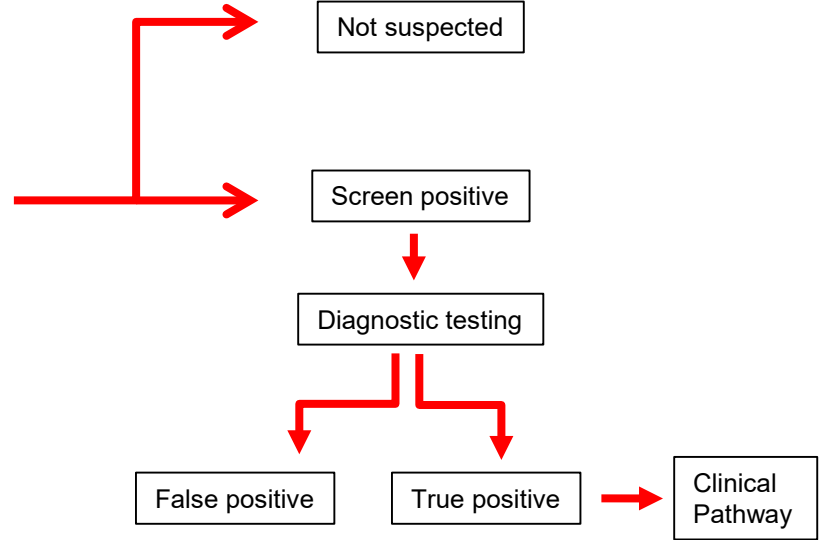 Not suspected
Screen positive
Diagnostic testing
False positive
True positive
Clinical
Pathway